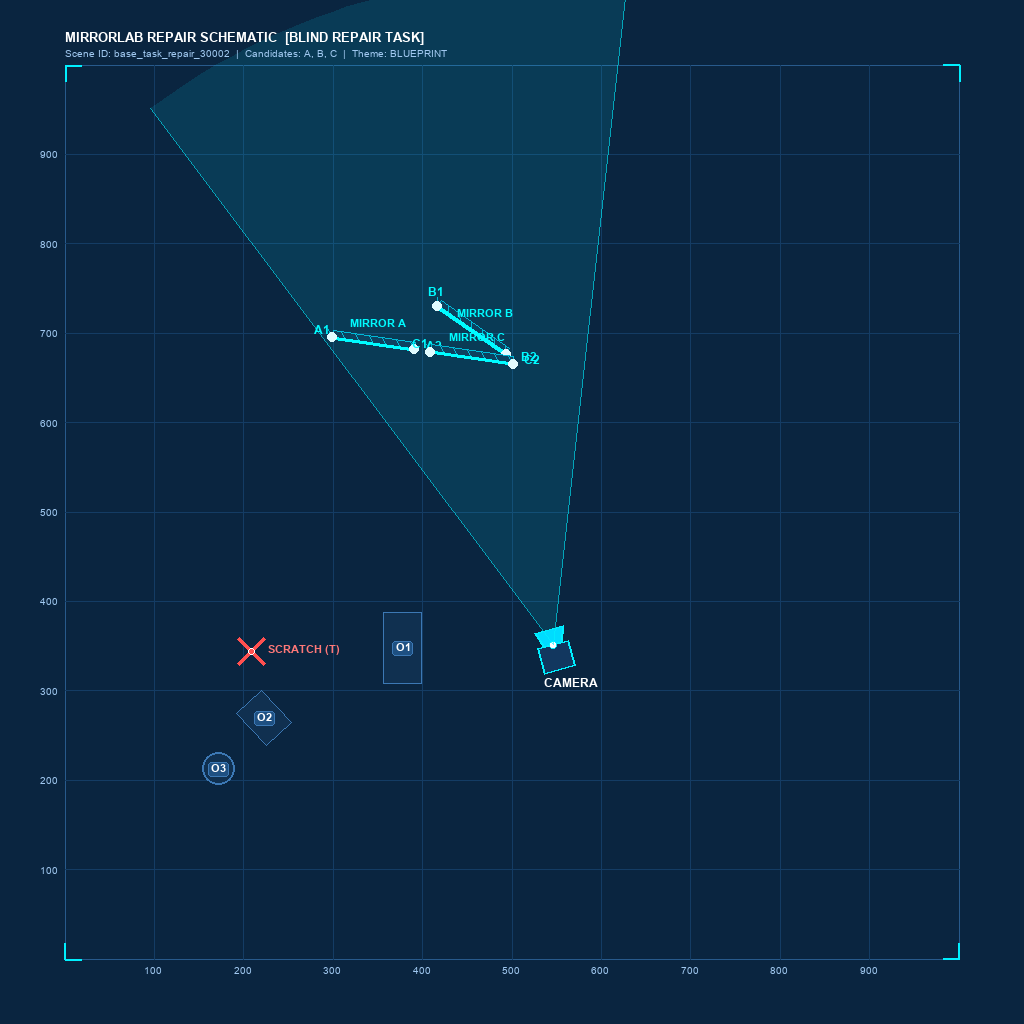 MIRRORLAB REPAIR SCHEMATIC [BLIND REPAIR TASK]
Scene ID: base_task_repair_30002 | Candidates: A, B, C | Theme: BLUEPRINT
900
800
B1
MIRROR B
MIRROR A
A1
700
C1
A2
MIRROR C
B2
C2
600
500
400
O1
SCRATCH (T)
CAMERA
300
O2
O3
200
100
100 200 300 400 500 600 700 800 900